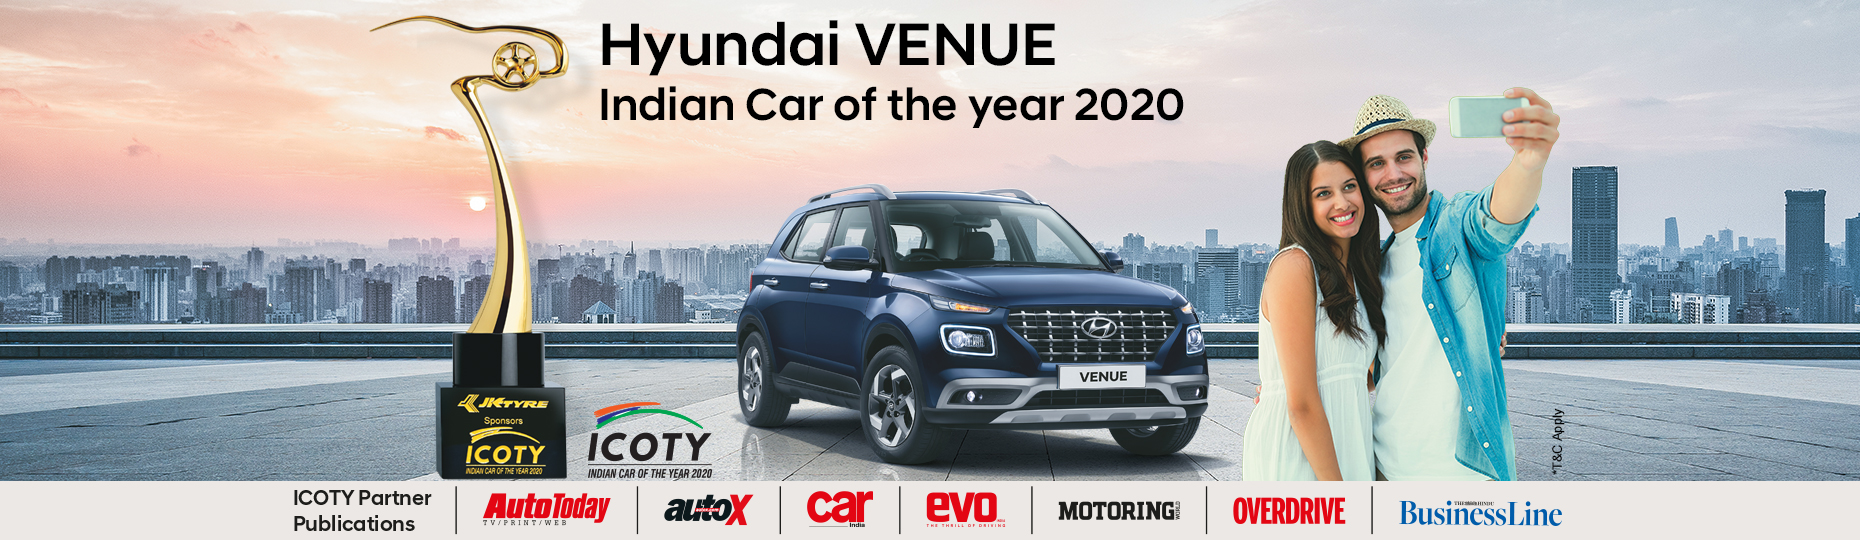 Hyundai VENUE
Indian Car of the year 2020
JK TYRE
Sponsors
ICOTY
INDIAN CAR OF THE YEAR 2020
ICOTY
INDIAN CAR OF THE YEAR 2020
VENUE
*T&C Apply
ICOTY Partner
Publications
AutoToday
TV/PRINT/WEB
autoX
car
India
evo
THE THRILL OF DRIVING
MOTORING
WORLD
OVERDRIVE
BusinessLine